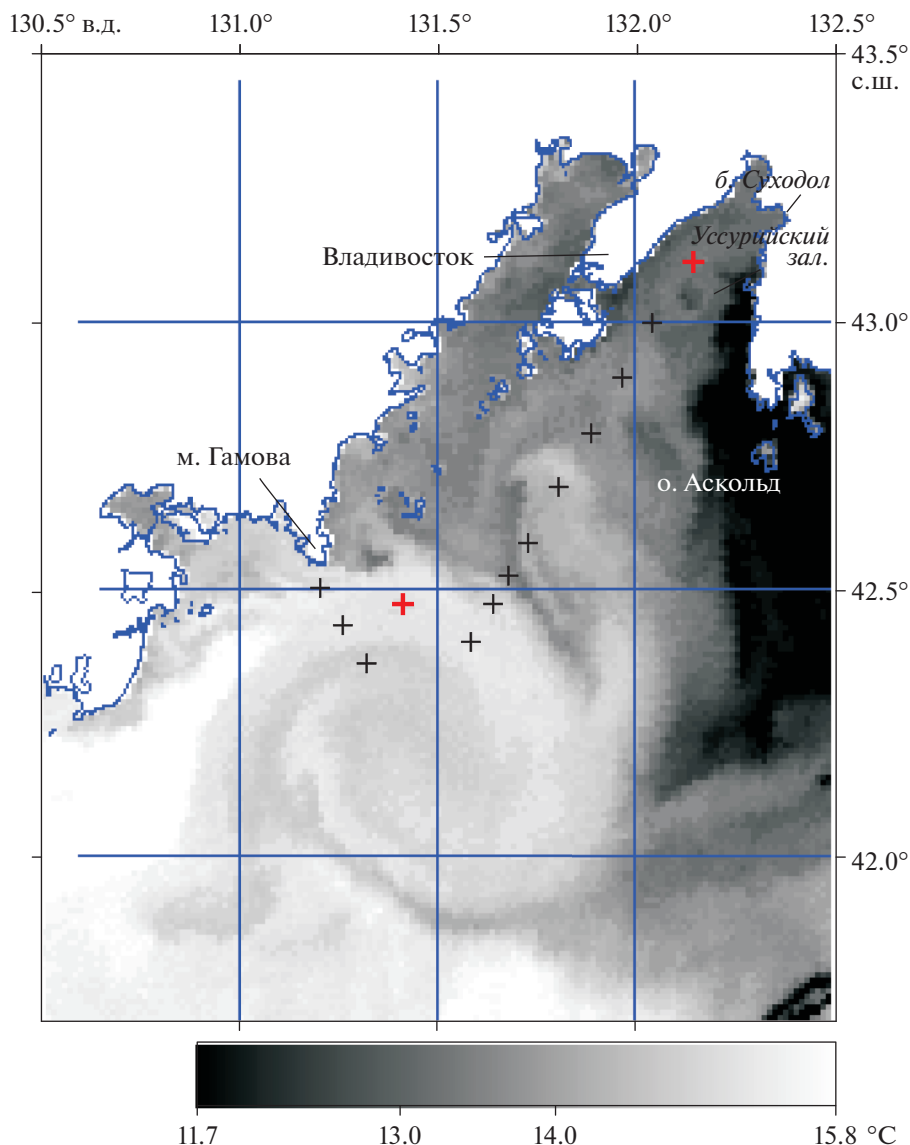 130.5° в.д. 131.0° 131.5° 132.0° 132.5°
43.5°
с.ш.
б. Суходол
Уссурийский
зал.
Владивосток
43.0°
м. Гамова
о. Аскольд
42.5°
42.0°
11.7 13.0 14.0 15.8 °C